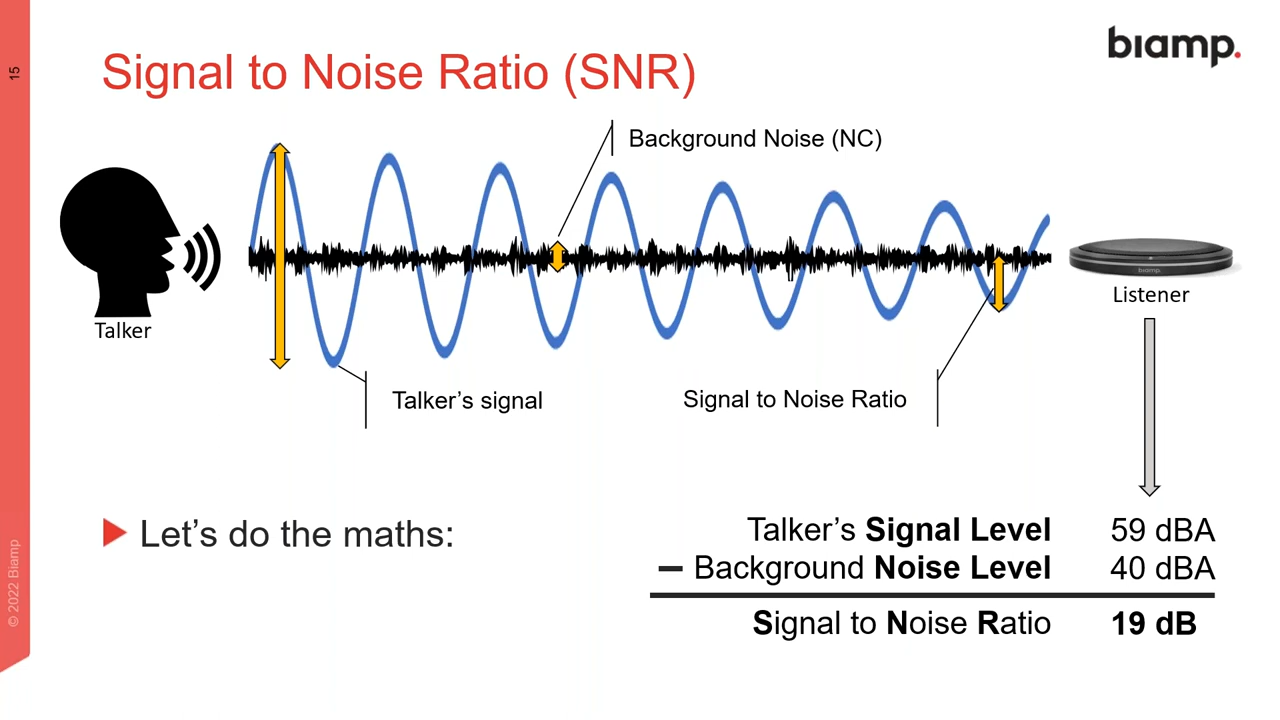 15
Signal to Noise Ratio (SNR)
biamp.
Background Noise (NC)
Talker
biamp.
Listener
Talker’s signal
Signal to Noise Ratio
Let’s do the maths:
Talker’s Signal Level 59 dBA
– Background Noise Level 40 dBA
Signal to Noise Ratio 19 dB
© 2022 Biamp